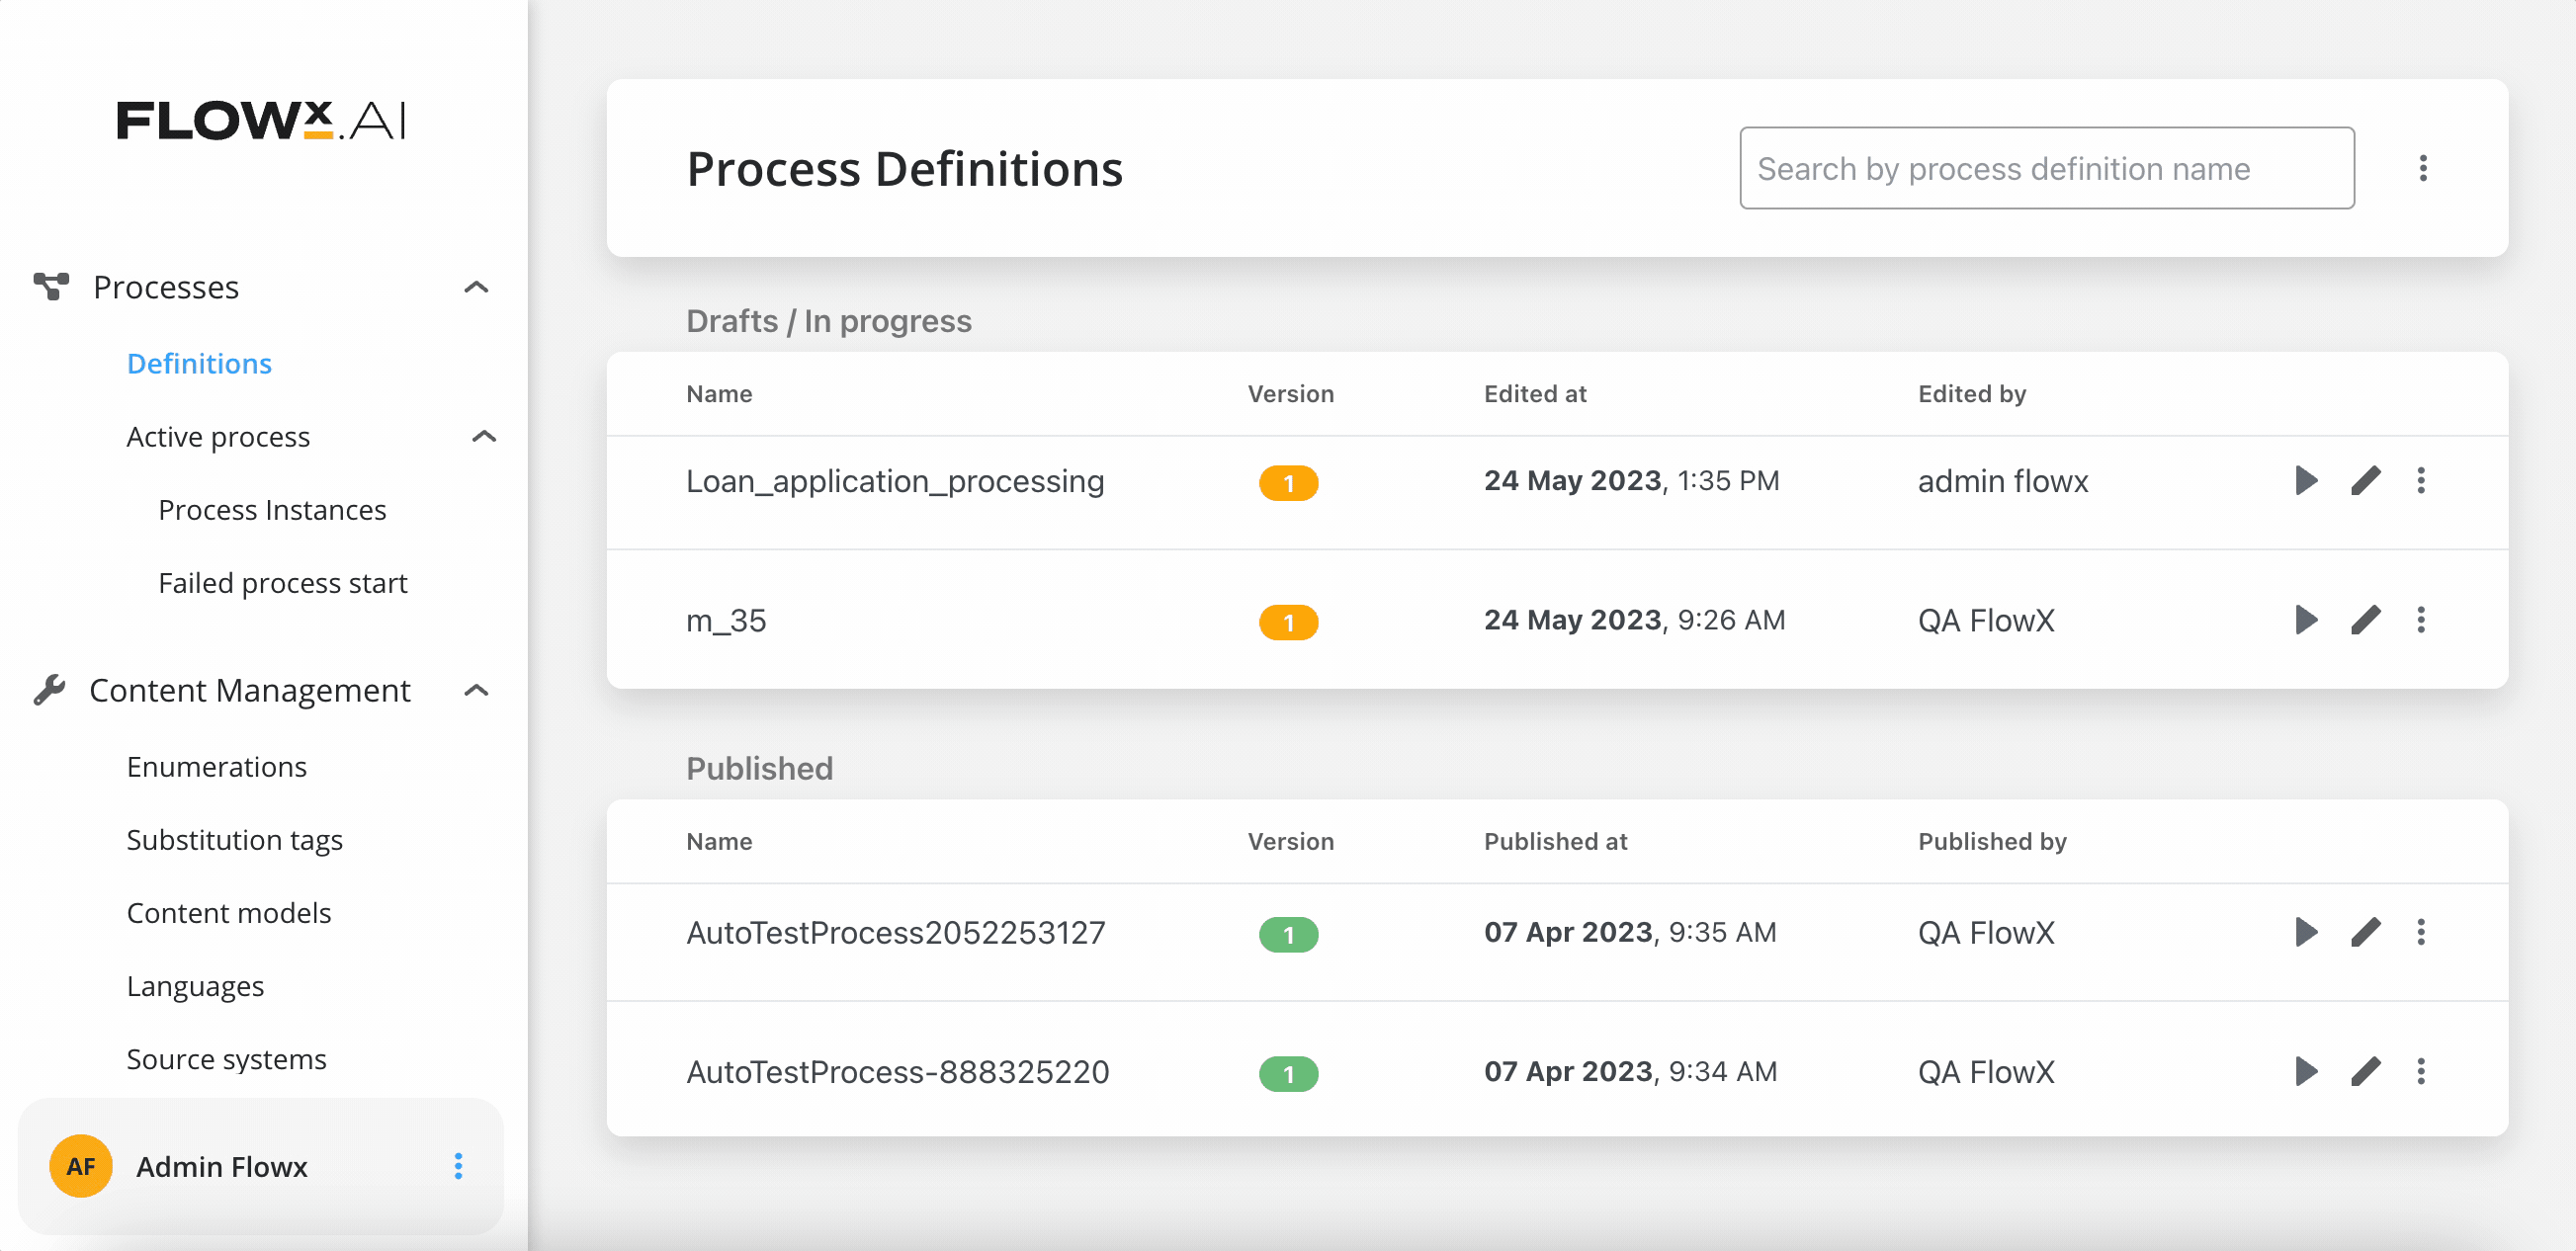 FLOWX.AI
Processes
Definitions
Active process
Process Instances
Failed process start
Content Management
Enumerations
Substitution tags
Content models
Languages
Source systems
AF Admin Flowx
Process Definitions
Search by process definition name
Drafts / In progress
Name Version Edited at Edited by
Loan_application_processing 1 24 May 2023, 1:35 PM admin flowx
m_35 1 24 May 2023, 9:26 AM QA FlowX
Published
Name Version Published at Published by
AutoTestProcess2052253127 1 07 Apr 2023, 9:35 AM QA FlowX
AutoTestProcess-888325220 1 07 Apr 2023, 9:34 AM QA FlowX